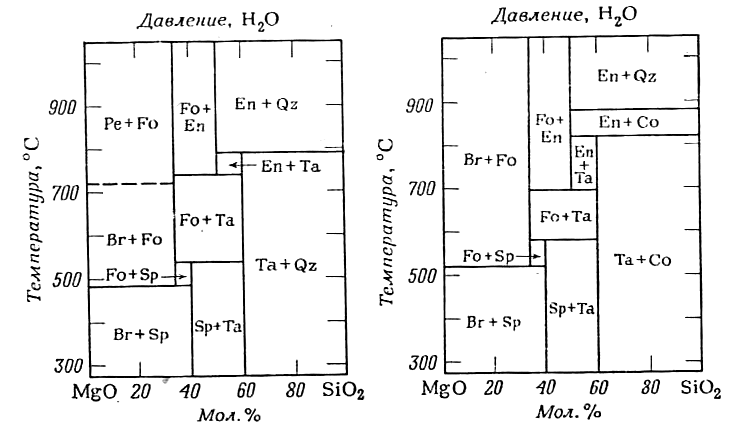 Давление, H₂O
Температура, °C
900
700
500
300
Pe + Fo
Fo +
En
En + Qz
En + Ta
Br + Fo
Fo + Ta
Fo + Sp
Ta + Qz
Br + Sp
Sp + Ta
MgO 20 40 60 80 SiO₂
Мол. %
Давление, H₂O
Температура, °C
900
700
500
300
En + Qz
Fo +
En
En + Co
En
+
Ta
Br + Fo
Fo + Ta
Fo + Sp
Ta + Co
Br + Sp
Sp + Ta
MgO 20 40 60 80 SiO₂
Мол. %